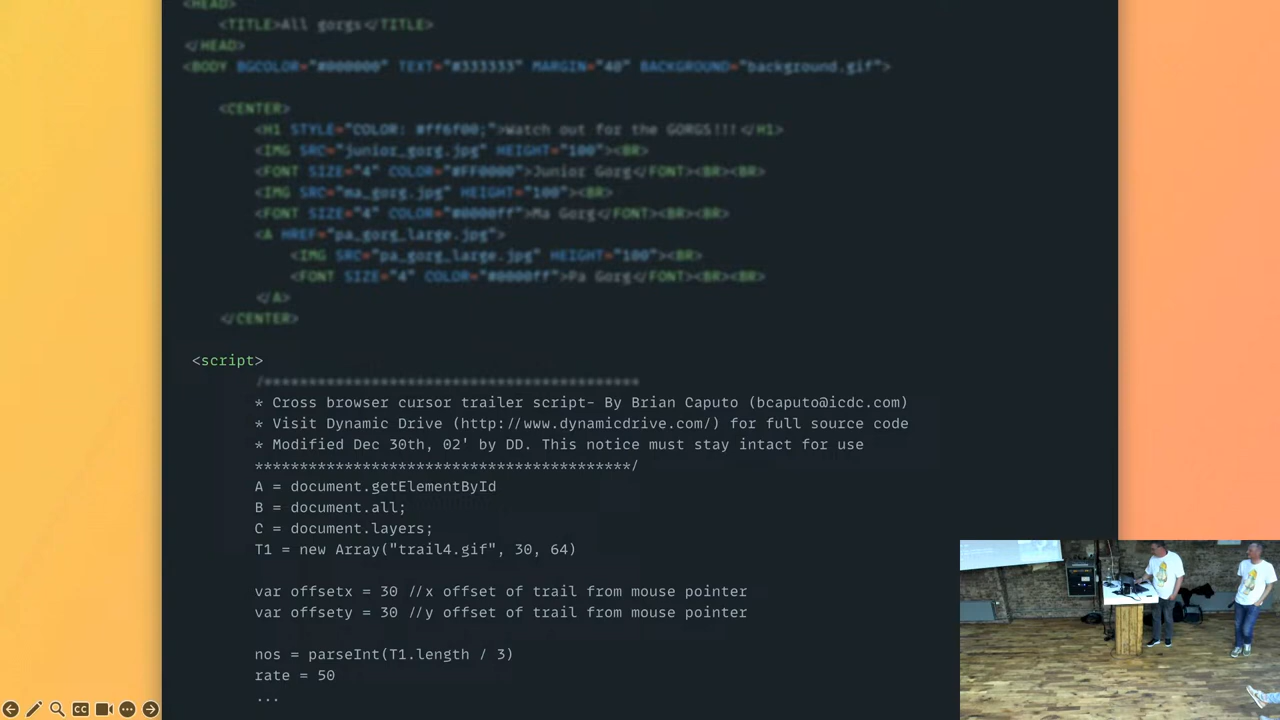 <HEAD>
<TITLE>All gorgs</TITLE>
</HEAD>
<BODY BGCOLOR="#000000" TEXT="#333333" MARGIN="40" BACKGROUND="background.gif">
<CENTER>
<H1 STYLE="COLOR: #ff6f00;">Watch out for the GORGS!!!</H1>
<IMG SRC="junior_gorg.jpg" HEIGHT="100"><BR>
<FONT SIZE="4" COLOR="#FF0000">Junior Gorg</FONT><BR><BR>
<IMG SRC="ma_gorg.jpg" HEIGHT="100"><BR>
<FONT SIZE="4" COLOR="#0000ff">Ma Gorg</FONT><BR><BR>
<A HREF="pa_gorg_large.jpg">
<IMG SRC="pa_gorg_large.jpg" HEIGHT="100"><BR>
<FONT SIZE="4" COLOR="#0000ff">Pa Gorg</FONT><BR><BR>
</A>
</CENTER>
<script>
/******************************************
* Cross browser cursor trailer script- By Brian Caputo (bcaputo@icdc.com)
* Visit Dynamic Drive (http://www.dynamicdrive.com/) for full source code
* Modified Dec 30th, 02' by DD. This notice must stay intact for use
******************************************/
A = document.getElementById
B = document.all;
C = document.layers;
T1 = new Array("trail4.gif", 30, 64)
var offsetx = 30 //x offset of trail from mouse pointer
var offsety = 30 //y offset of trail from mouse pointer
nos = parseInt(T1.length / 3)
rate = 50
...
CC